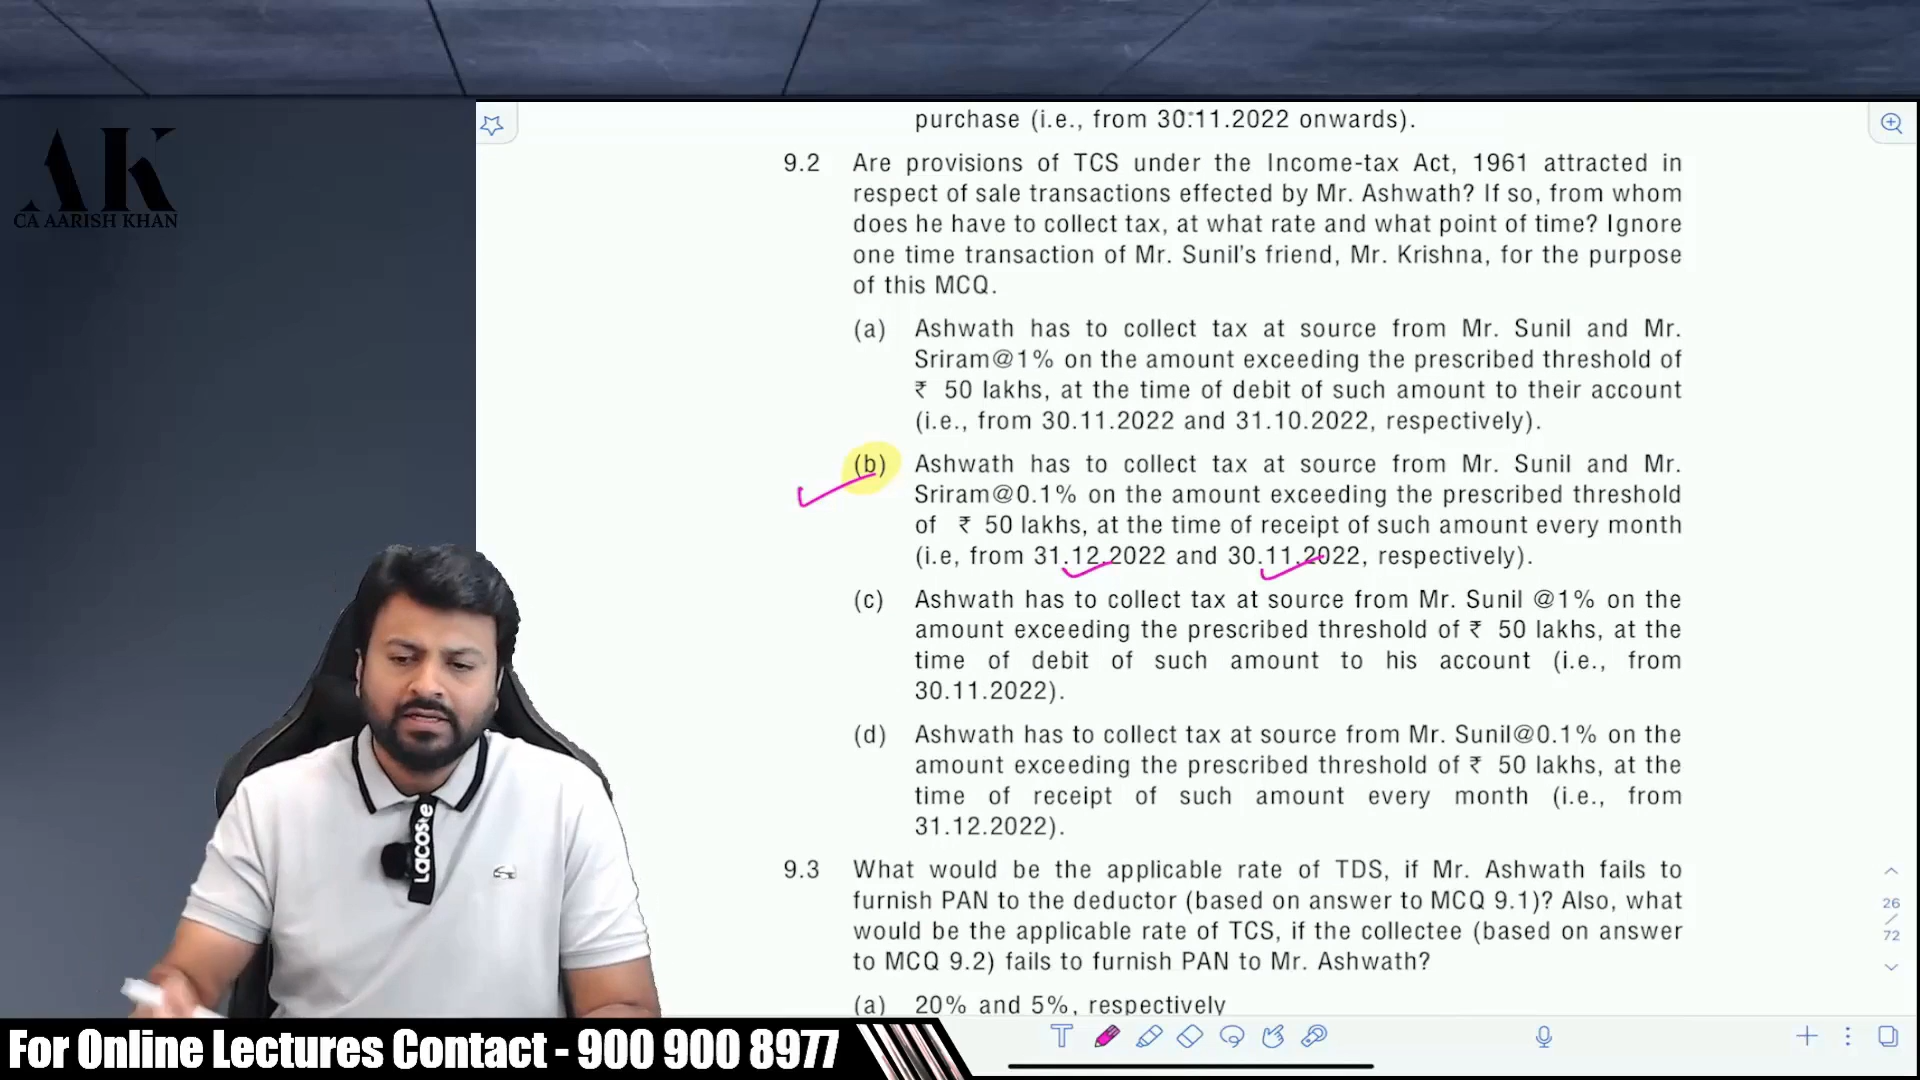 purchase (i.e., from 30.11.2022 onwards).
9.2 Are provisions of TCS under the Income-tax Act, 1961 attracted in
respect of sale transactions effected by Mr. Ashwath? If so, from whom
does he have to collect tax, at what rate and what point of time? Ignore
one time transaction of Mr. Sunil's friend, Mr. Krishna, for the purpose
of this MCQ.
(a) Ashwath has to collect tax at source from Mr. Sunil and Mr.
Sriram@1% on the amount exceeding the prescribed threshold of
₹ 50 lakhs, at the time of debit of such amount to their account
(i.e., from 30.11.2022 and 31.10.2022, respectively).
(b) Ashwath has to collect tax at source from Mr. Sunil and Mr.
Sriram@0.1% on the amount exceeding the prescribed threshold
of ₹ 50 lakhs, at the time of receipt of such amount every month
(i.e, from 31.12.2022 and 30.11.2022, respectively).
(c) Ashwath has to collect tax at source from Mr. Sunil @1% on the
amount exceeding the prescribed threshold of ₹ 50 lakhs, at the
time of debit of such amount to his account (i.e., from
30.11.2022).
(d) Ashwath has to collect tax at source from Mr. Sunil@0.1% on the
amount exceeding the prescribed threshold of ₹ 50 lakhs, at the
time of receipt of such amount every month (i.e., from
31.12.2022).
9.3 What would be the applicable rate of TDS, if Mr. Ashwath fails to
furnish PAN to the deductor (based on answer to MCQ 9.1)? Also, what
would be the applicable rate of TCS, if the collectee (based on answer
to MCQ 9.2) fails to furnish PAN to Mr. Ashwath?
(a) 20% and 5%, respectively
AK
CA AARISH KHAN
Lacoste
26
/
72
T
For Online Lectures Contact - 900 900 8977